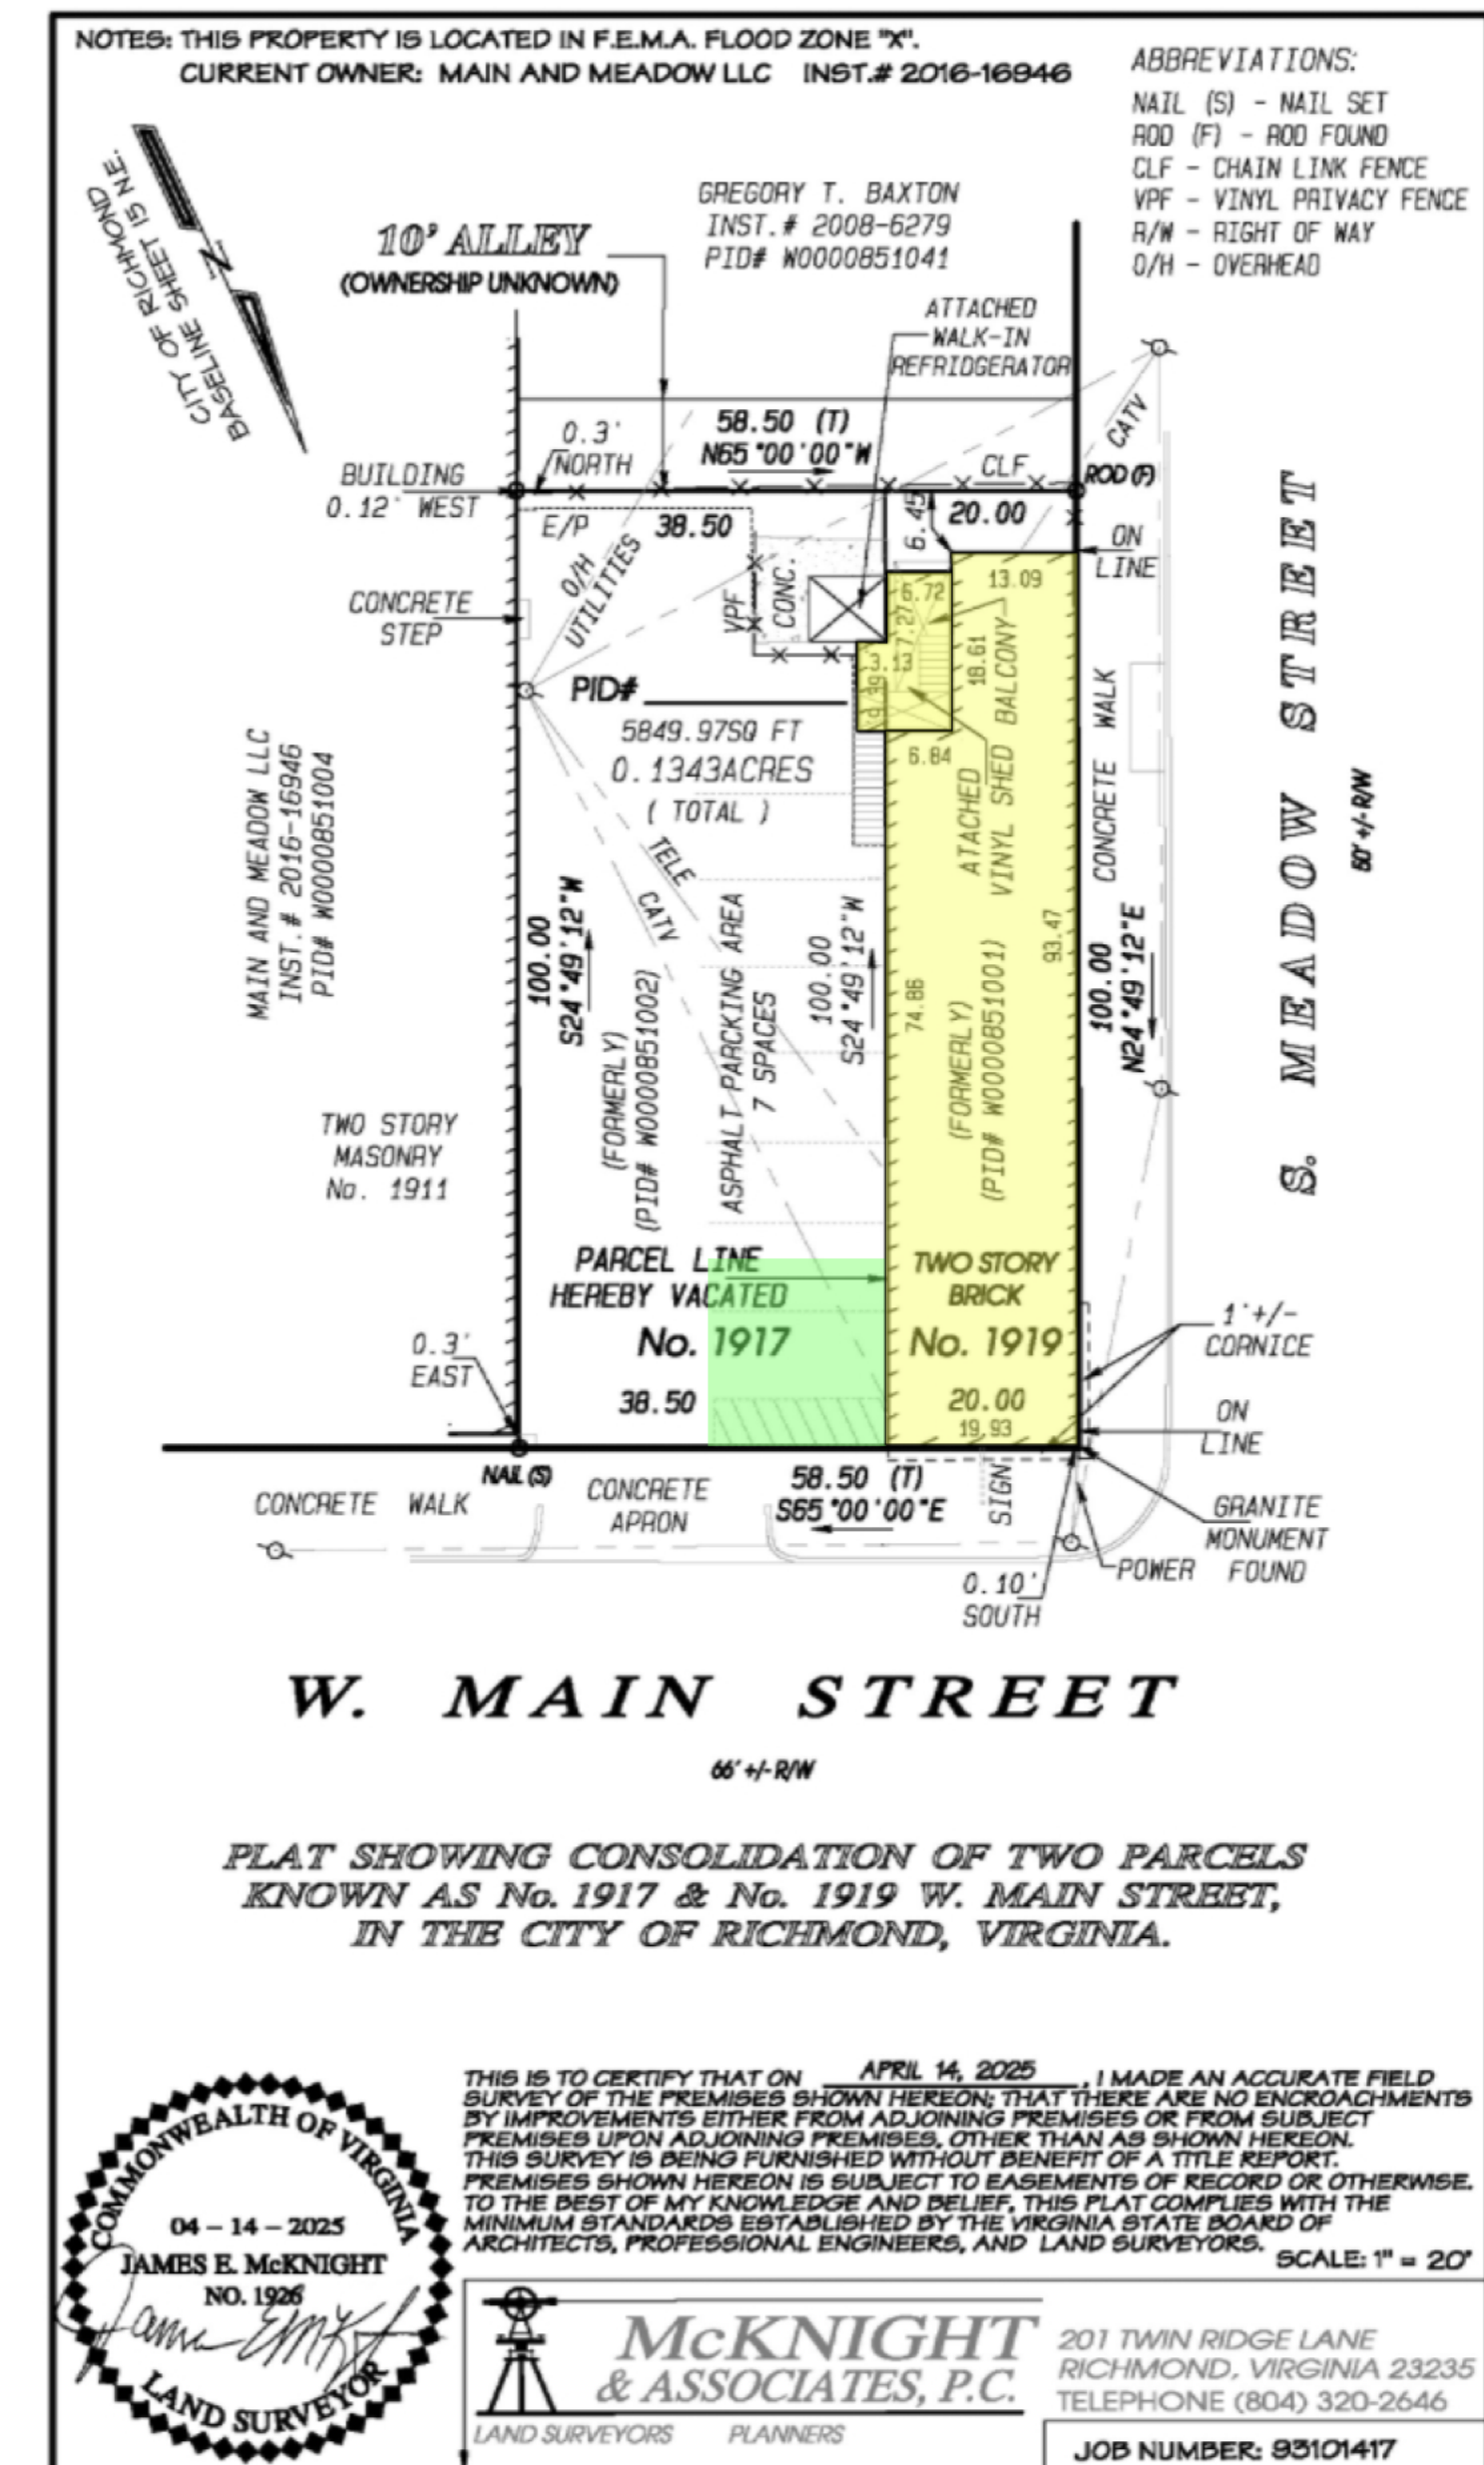 NOTES: THIS PROPERTY IS LOCATED IN F.E.M.A. FLOOD ZONE "X".
CURRENT OWNER: MAIN AND MEADOW LLC INST.# 2016-16946
ABBREVIATIONS:
NAIL (S) - NAIL SET
ROD (F) - ROD FOUND
CLF - CHAIN LINK FENCE
VPF - VINYL PRIVACY FENCE
R/W - RIGHT OF WAY
O/H - OVERHEAD
CITY OF RICHMOND
BASELINE SHEET 15 NE.
N
GREGORY T. BAXTON
INST.# 2008-6279
PID# W0000851041
10' ALLEY
(OWNERSHIP UNKNOWN)
ATTACHED
WALK-IN
REFRIDGERATOR
CATV
58.50 (T)
N65°00'00"W
0.3'
NORTH
CLF
ROD (F)
BUILDING
0.12' WEST
E/P
38.50
6.45
20.00
ON
LINE
O/H
UTILITIES
VPF
CONC.
6.72
13.09
7.27
3.13
18.61
BALCONY
CONCRETE
STEP
PID#
5849.97SQ FT
0.1343ACRES
( TOTAL )
6.84
ATACHED
VINYL SHED
CONCRETE WALK
S. MEADOW STREET
60' +/- R/W
MAIN AND MEADOW LLC
INST.# 2016-16946
PID# W0000851004
TELE
CATV
100.00
S24°49'12"W
(FORMERLY)
(PID# W0000851002)
ASPHALT PARCKING AREA
7 SPACES
100.00
S24°49'12"W
74.86
(FORMERLY)
(PID# W0000851001)
93.47
100.00
N24°49'12"E
TWO STORY
MASONRY
No. 1911
PARCEL LINE
HEREBY VACATED
TWO STORY
BRICK
No. 1917
No. 1919
1'+/-
CORNICE
0.3'
EAST
38.50
20.00
19.93
ON
LINE
NAIL (S)
CONCRETE WALK
CONCRETE
APRON
58.50 (T)
S65°00'00"E
SIGN
GRANITE
MONUMENT
FOUND
POWER
0.10'
SOUTH
W. MAIN STREET
66' +/- R/W
PLAT SHOWING CONSOLIDATION OF TWO PARCELS
KNOWN AS No. 1917 & No. 1919 W. MAIN STREET,
IN THE CITY OF RICHMOND, VIRGINIA.
THIS IS TO CERTIFY THAT ON APRIL 14, 2025, I MADE AN ACCURATE FIELD
SURVEY OF THE PREMISES SHOWN HEREON; THAT THERE ARE NO ENCROACHMENTS
BY IMPROVEMENTS EITHER FROM ADJOINING PREMISES OR FROM SUBJECT
PREMISES UPON ADJOINING PREMISES, OTHER THAN AS SHOWN HEREON.
THIS SURVEY IS BEING FURNISHED WITHOUT BENEFIT OF A TITLE REPORT.
PREMISES SHOWN HEREON IS SUBJECT TO EASEMENTS OF RECORD OR OTHERWISE.
TO THE BEST OF MY KNOWLEDGE AND BELIEF, THIS PLAT COMPLIES WITH THE
MINIMUM STANDARDS ESTABLISHED BY THE VIRGINIA STATE BOARD OF
ARCHITECTS, PROFESSIONAL ENGINEERS, AND LAND SURVEYORS.
SCALE: 1" = 20'
COMMONWEALTH OF VIRGINIA
04 - 14 - 2025
JAMES E. McKNIGHT
NO. 1926
LAND SURVEYOR
McKNIGHT
& ASSOCIATES, P.C.
LAND SURVEYORS PLANNERS
201 TWIN RIDGE LANE
RICHMOND, VIRGINIA 23235
TELEPHONE (804) 320-2646
JOB NUMBER: 93101417